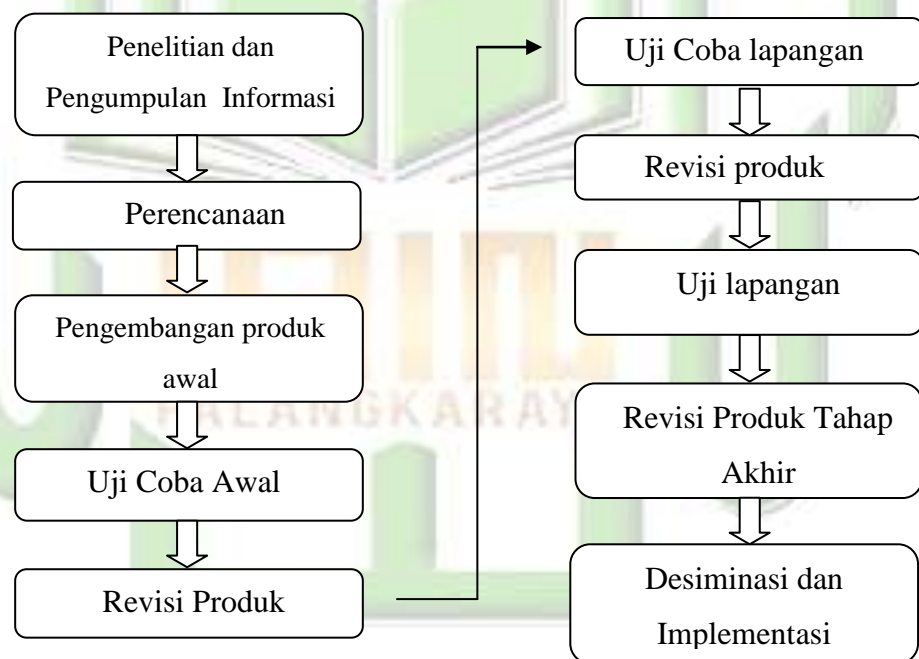 Penelitian dan
Pengumpulan Informasi
Perencanaan
Pengembangan produk
awal
Uji Coba Awal
Revisi Produk
Uji Coba lapangan
Revisi produk
Uji lapangan
Revisi Produk Tahap
Akhir
Desiminasi dan
Implementasi
PALANGKARAYA